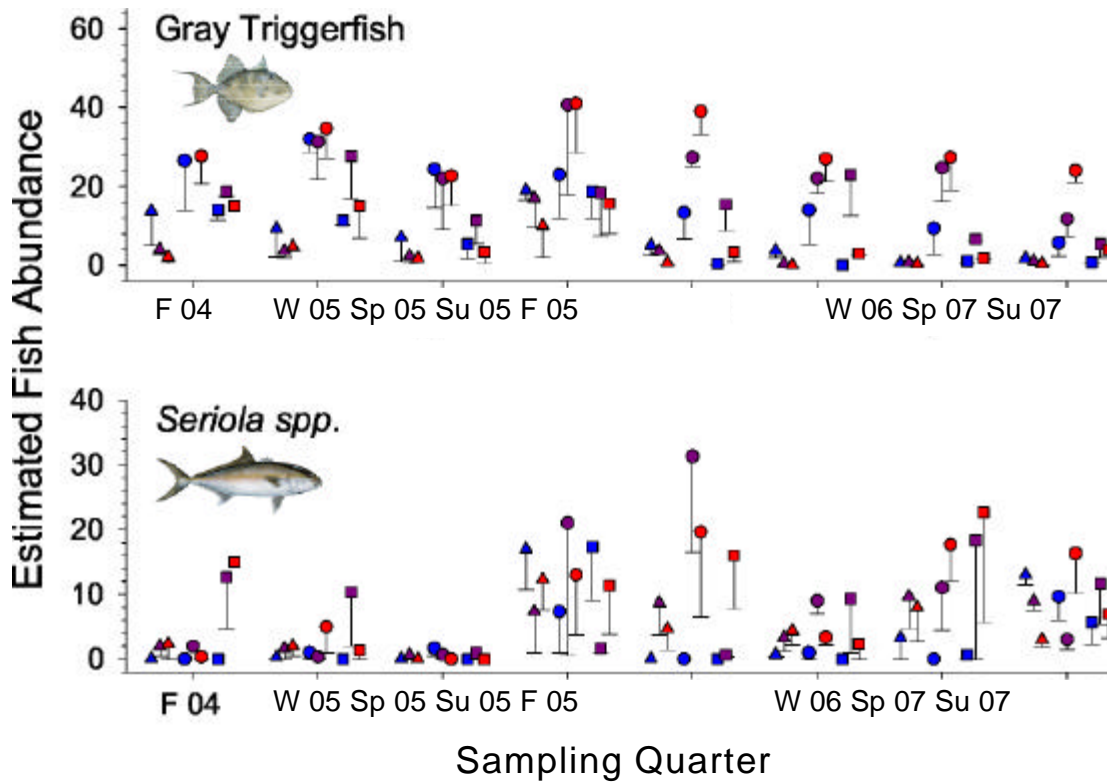 Estimated Fish Abundance
Gray Triggerfish
60
40
20
0
F 04 W 05 Sp 05 Su 05 F 05 W 06 Sp 07 Su 07
Seriola spp.
40
30
20
10
0
F 04 W 05 Sp 05 Su 05 F 05 W 06 Sp 07 Su 07
Sampling Quarter